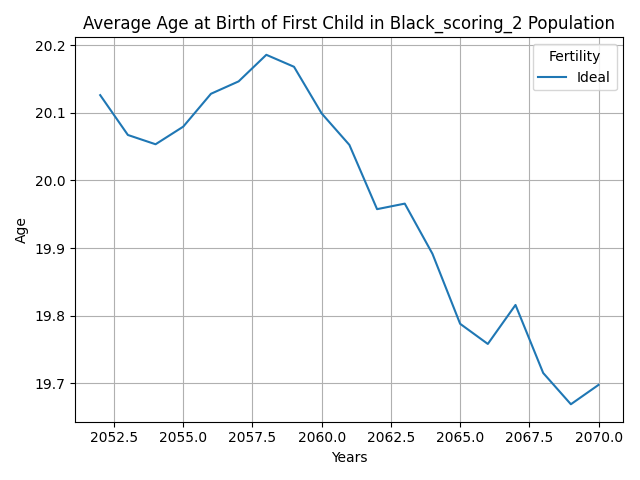 Average Age at Birth of First Child in Black_scoring_2 Population
20.2
20.1
20.0
19.9
19.8
19.7
Age
Fertility
Ideal
2052.5 2055.0 2057.5 2060.0 2062.5 2065.0 2067.5 2070.0
Years